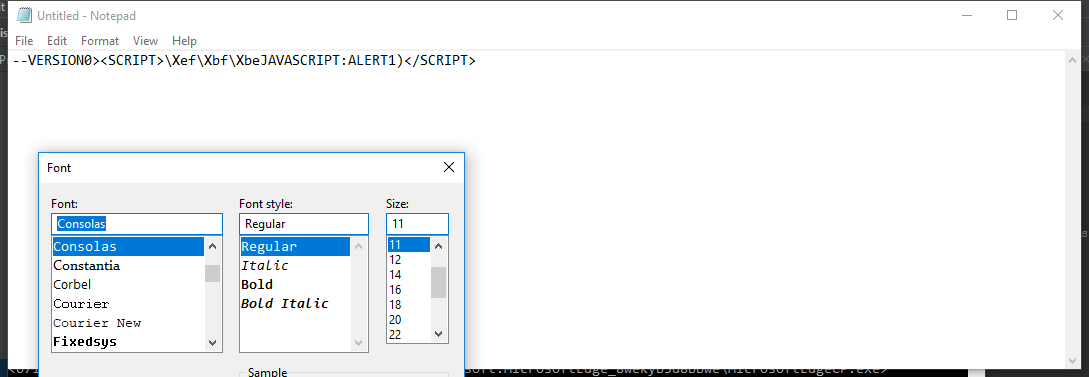 Untitled - Notepad
File Edit Format View Help
--VERSION0><SCRIPT>\Xef\Xbf\XbeJAVASCRIPT:ALERT1)</SCRIPT>
Font
Font: Font style: Size:
Consolas Regular 11
Consolas Regular 11
Constantia Italic 12
Corbel Bold 14
Courier Bold Italic 16
Courier New 18
Fixedsys 20
22
Sample